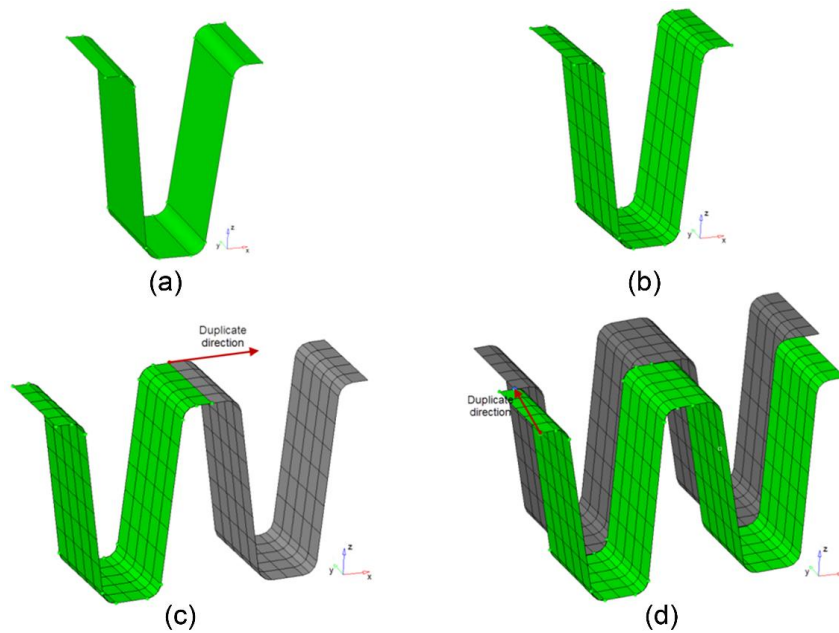 z
y
x
(a)
z
y
x
(b)
Duplicate
direction
z
y
x
(c)
Duplicate
direction
z
y
(d)